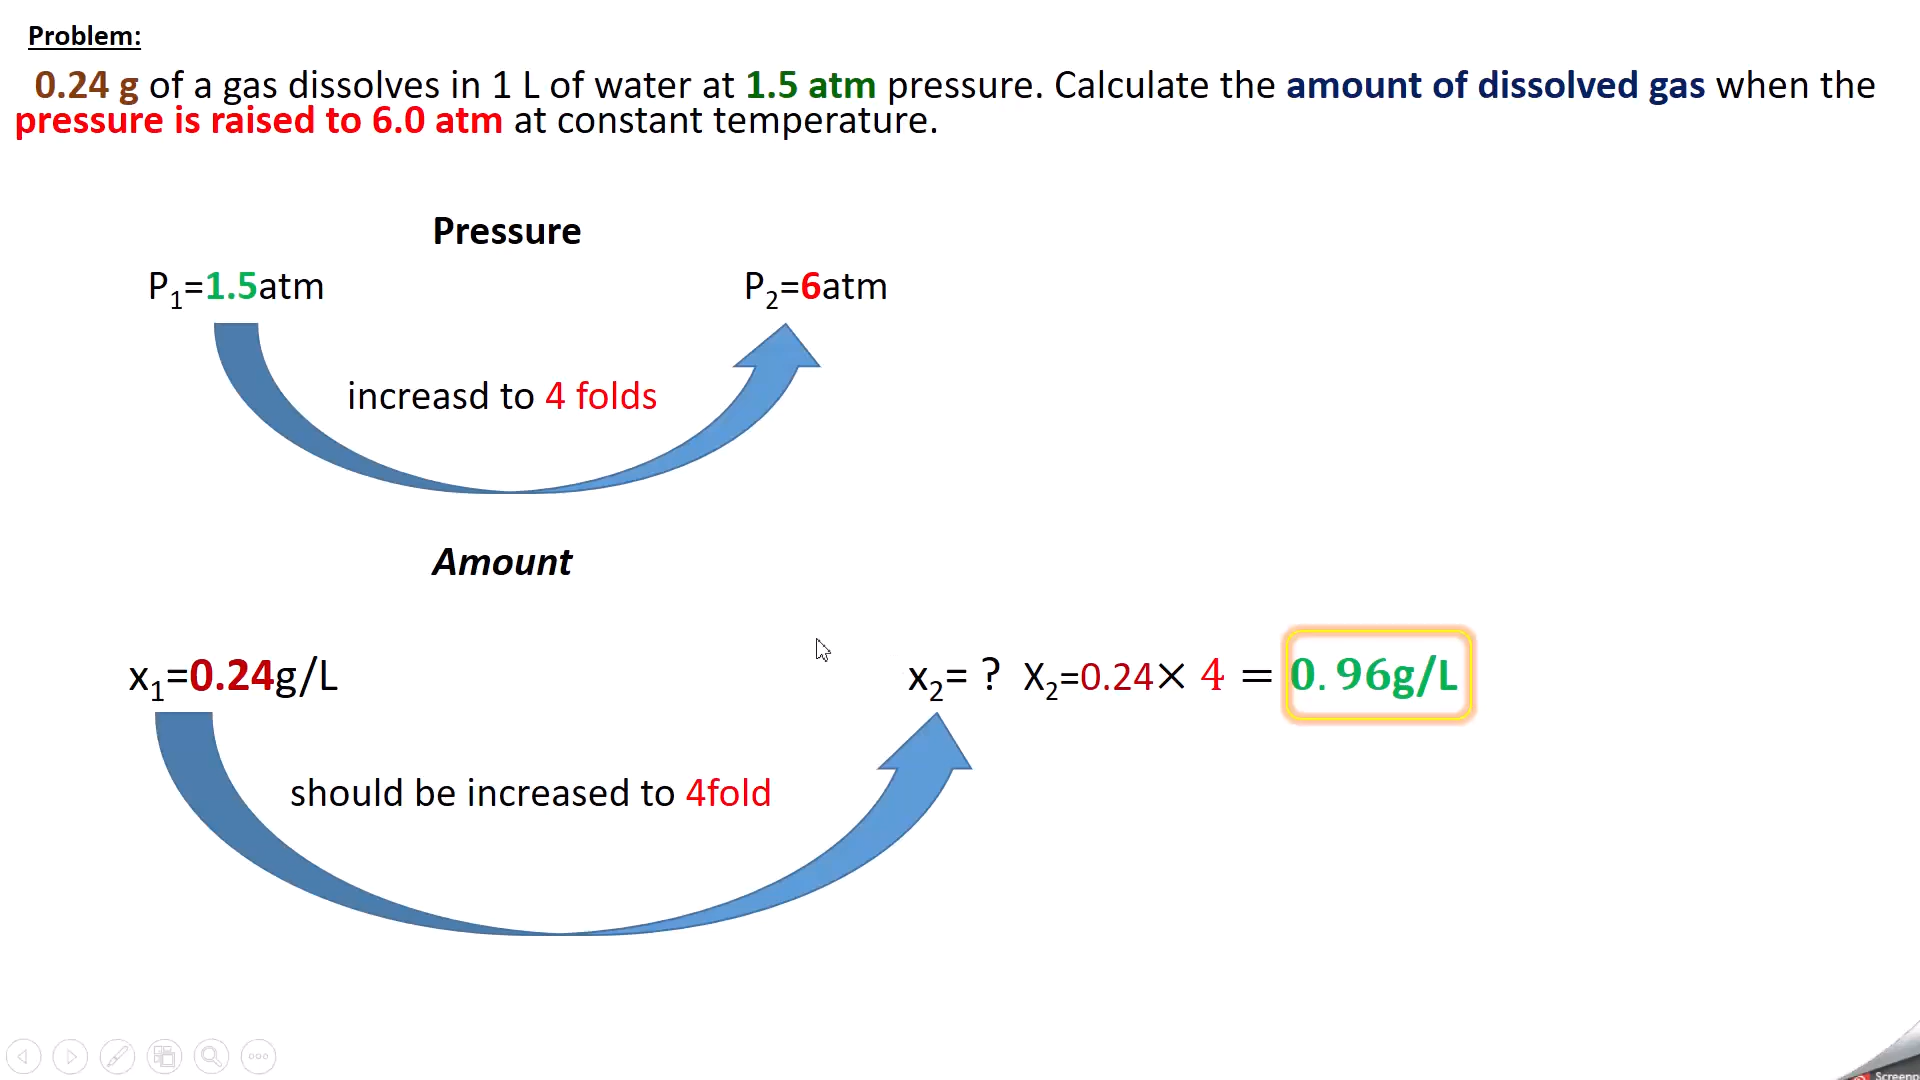 Problem:
0.24 g of a gas dissolves in 1 L of water at 1.5 atm pressure. Calculate the amount of dissolved gas when the
pressure is raised to 6.0 atm at constant temperature.
Pressure
P₁=1.5atm P₂=6atm
increasd to 4 folds
Amount
x₁=0.24g/L x₂= ? X₂=0.24× 4 = 0.96g/L
should be increased to 4fold